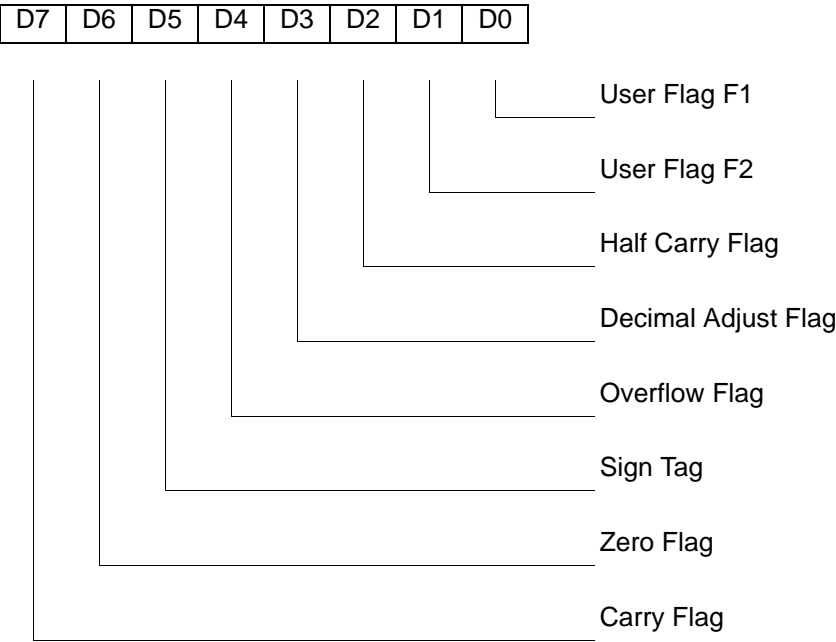 D7 D6 D5 D4 D3 D2 D1 D0
User Flag F1
User Flag F2
Half Carry Flag
Decimal Adjust Flag
Overflow Flag
Sign Tag
Zero Flag
Carry Flag